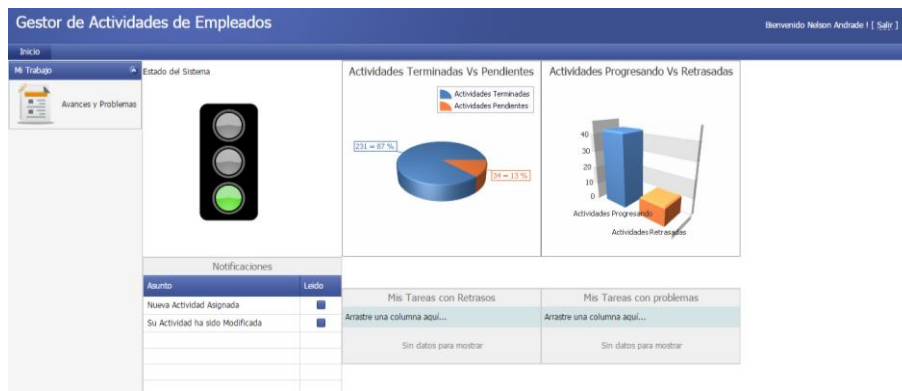 Gestor de Actividades de Empleados
Bienvenido Nelson Andrade ! [ Salir ]
Inicio
Mi Trabajo
Avances y Problemas
Estado del Sistema
Actividades Terminadas Vs Pendientes
Actividades Terminadas
Actividades Pendientes
231 = 87 %
34 = 13 %
Actividades Progresando Vs Retrasadas
40
30
20
10
0
Actividades Progresando
Actividades Retrasadas
Notificaciones
Asunto Leido
Nueva Actividad Asignada
Su Actividad ha sido Modificada
Mis Tareas con Retrasos
Arrastre una columna aquí...
Sin datos para mostrar
Mis Tareas con problemas
Arrastre una columna aquí...
Sin datos para mostrar